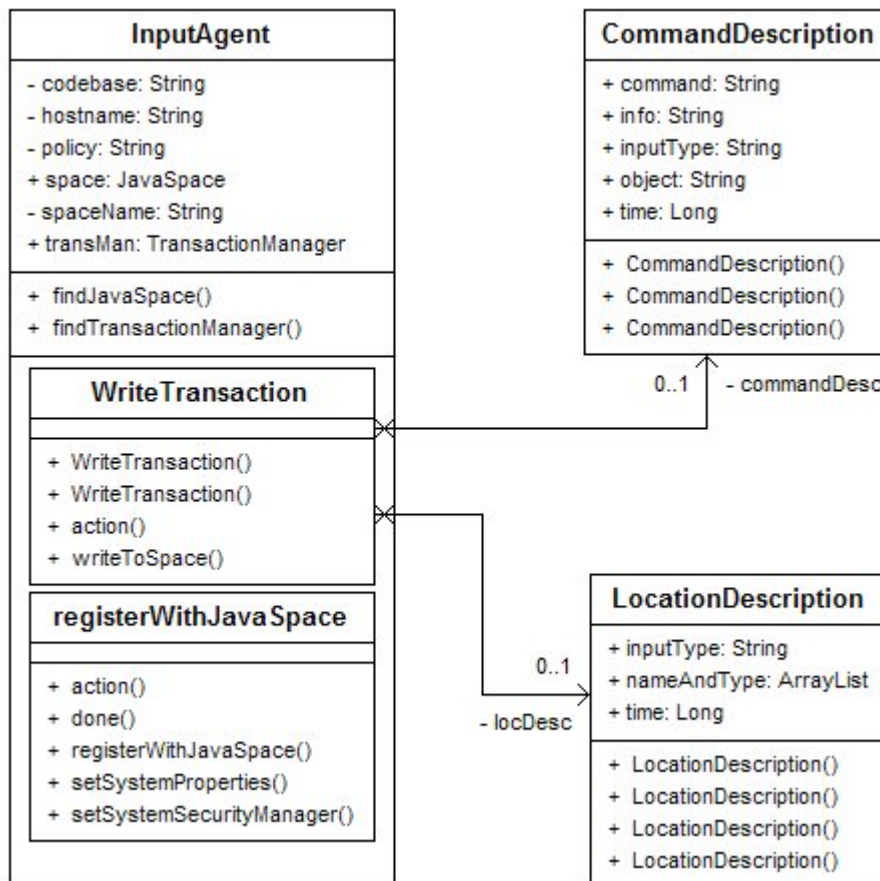 InputAgent
- codebase: String
- hostname: String
- policy: String
+ space: JavaSpace
- spaceName: String
+ transMan: TransactionManager
+ findJavaSpace()
+ findTransactionManager()
WriteTransaction
+ WriteTransaction()
+ WriteTransaction()
+ action()
+ writeToSpace()
registerWithJavaSpace
+ action()
+ done()
+ registerWithJavaSpace()
+ setSystemProperties()
+ setSystemSecurityManager()
CommandDescription
+ command: String
+ info: String
+ inputType: String
+ object: String
+ time: Long
+ CommandDescription()
+ CommandDescription()
+ CommandDescription()
0..1 - commandDesc
0..1
- locDesc
LocationDescription
+ inputType: String
+ nameAndType: ArrayList
+ time: Long
+ LocationDescription()
+ LocationDescription()
+ LocationDescription()
+ LocationDescription()